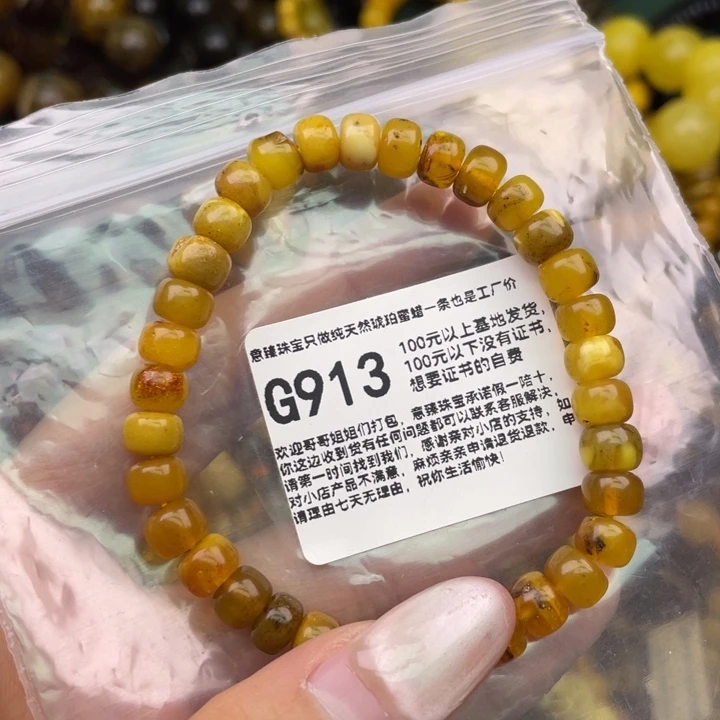 意臻珠宝只做纯天然琥珀蜜蜡一条也是工厂价
G913
100元以上基地发货,
100元以下没有证书,
想要证书的自费
欢迎哥哥姐姐们打包, 意臻珠宝承诺假一陪十,
你这边收到货有任何问题都可以联系客服解决,
请第一时间找到我们, 感谢亲对小店的支持, 如
对小店产品不满意, 麻烦亲亲申请退货退款, 申
请理由七天无理由, 祝你生活愉快!